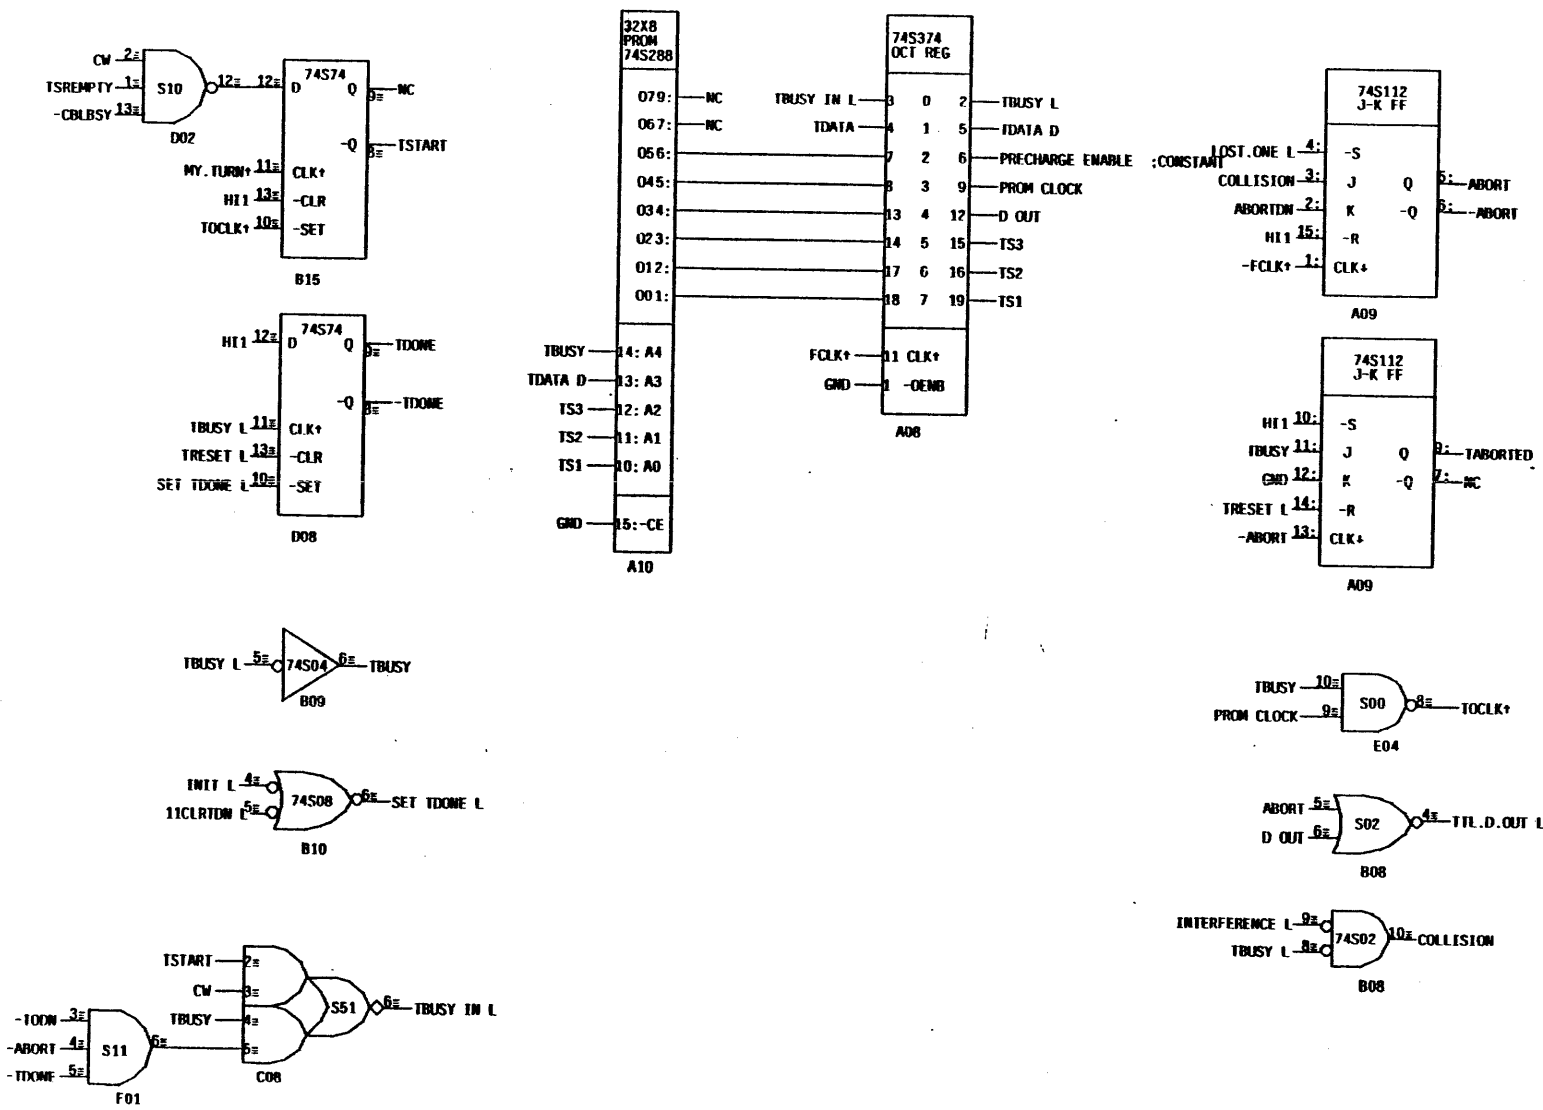 CW 2≡
TSREMPTY 1≡
-CBLBSY 13≡
S10
12≡
D02
12≡ D
74S74
Q 9≡ NC
-Q 8≡ TSTART
MY.TURN↑ 11≡ CLK↑
HI1 13≡ -CLR
TOCLK↑ 10≡ -SET
B15
HI1 12≡ D
74S74
Q 9≡ TDONE
-Q 8≡ -TDONE
TBUSY L 11≡ CLK↑
TRESET L 13≡ -CLR
SET TDONE L 10≡ -SET
D08
TBUSY L 5≡ 74S04 6≡ TBUSY
B09
INIT L 4≡
11CLRTDN L 5≡
74S08
6≡ SET TDONE L
B10
TSTART 2≡
CW 3≡
TBUSY 4≡
5≡
S51
6≡ TBUSY IN L
C08
-TODN 3≡
-ABORT 4≡
-TDONE 5≡
S11
6≡
F01
32X8
PROM
74S288
O79: NC
O67: NC
O56:
O45:
O34:
O23:
O12:
O01:
TBUSY 14: A4
TDATA D 13: A3
TS3 12: A2
TS2 11: A1
TS1 10: A0
GND 15:-CE
A10
74S374
OCT REG
TBUSY IN L 3 0 2 TBUSY L
TDATA 4 1 5 TDATA D
7 2 6 PRECHARGE ENABLE :CONSTANT
8 3 9 PROM CLOCK
13 4 12 D OUT
14 5 15 TS3
17 6 16 TS2
18 7 19 TS1
FCLK↑ 11 CLK↑
GND 1 -OENB
A08
74S112
J-K FF
LOST.ONE L 4: -S
COLLISION 3: J Q 5: ABORT
ABORTDN 2: K -Q 6: -ABORT
HI1 15: -R
-FCLK↑ 1: CLK↓
A09
74S112
J-K FF
HI1 10: -S
TBUSY 11: J Q 9: TABORTED
GND 12: K -Q 7: NC
TRESET L 14: -R
-ABORT 13: CLK↓
A09
TBUSY 10≡
PROM CLOCK 9≡
S00
8≡ TOCLK↑
E04
ABORT 5≡
D OUT 6≡
S02
4≡ TTL.D.OUT L
B08
INTERFERENCE L 9≡
TBUSY L 8≡
74S02
10≡ COLLISION
B08